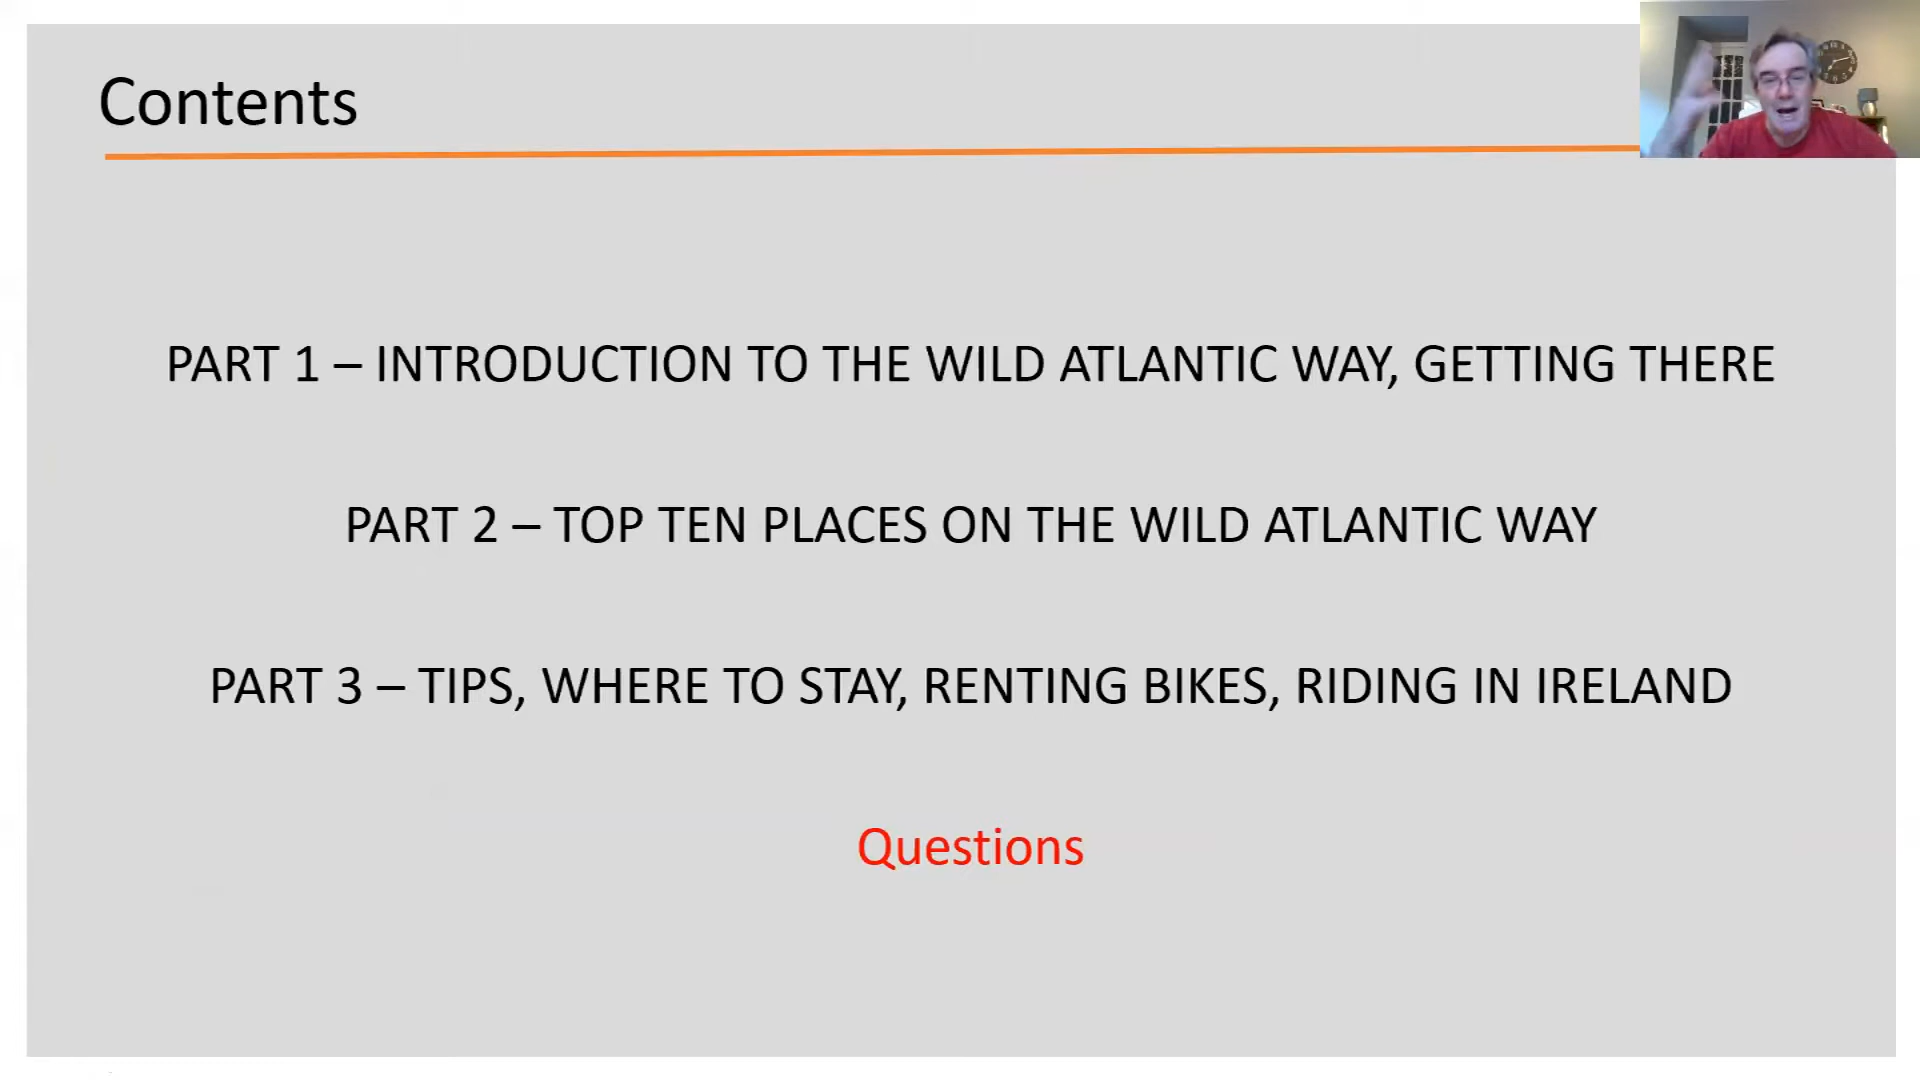 Contents
PART 1 – INTRODUCTION TO THE WILD ATLANTIC WAY, GETTING THERE
PART 2 – TOP TEN PLACES ON THE WILD ATLANTIC WAY
PART 3 – TIPS, WHERE TO STAY, RENTING BIKES, RIDING IN IRELAND
Questions